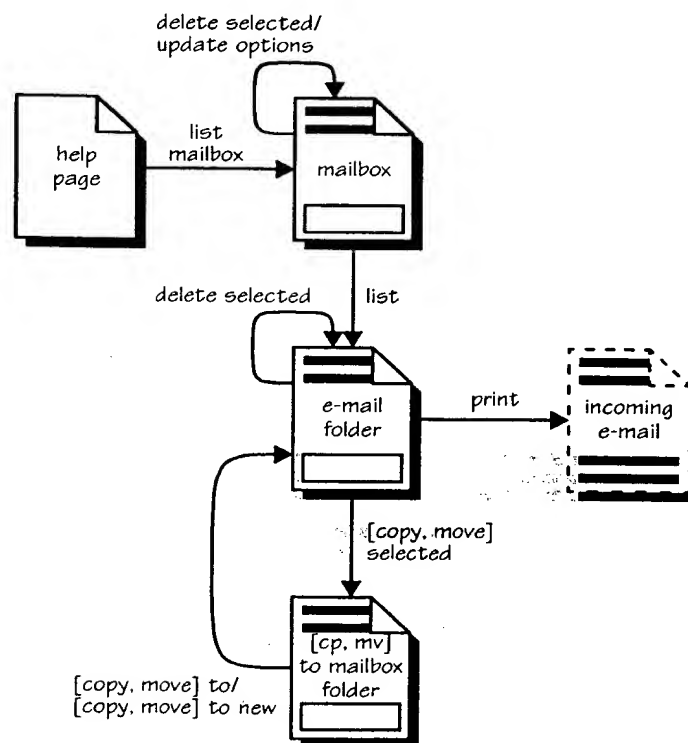 delete selected/
update options
help
page
list
mailbox
mailbox
delete selected
list
e-mail
folder
print
incoming
e-mail
[copy, move]
selected
[cp, mv]
to mailbox
folder
[copy, move] to/
[copy, move] to new